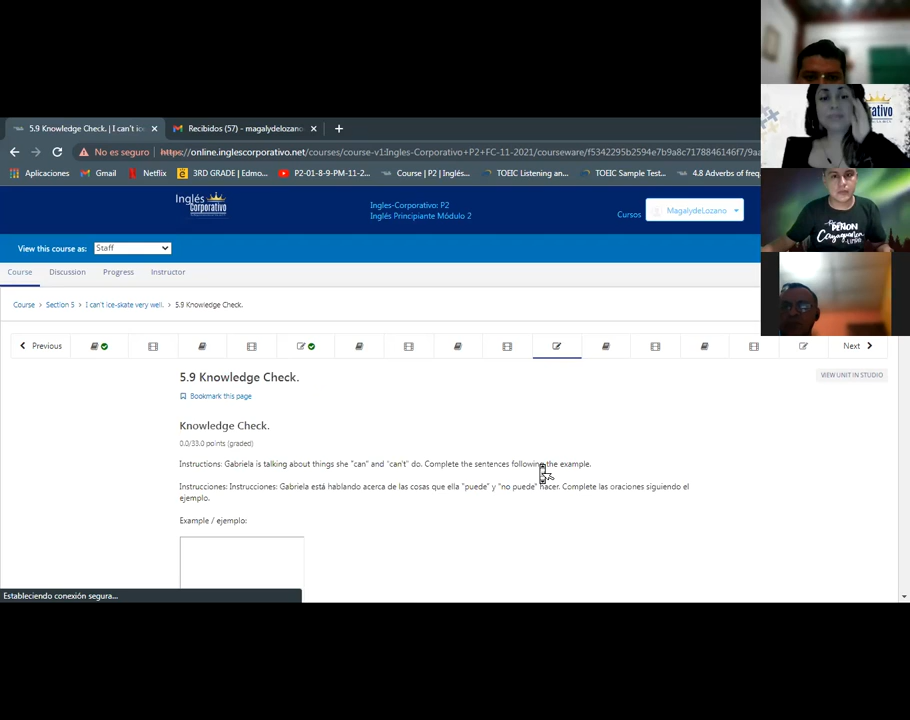 5.9 Knowledge Check. | I can't ice-
Recibidos (57) - magalydelozano
No es seguro
https://online.inglescorporativo.net/courses/course-v1:Ingles-Corporativo+P2+FC-11-2021/courseware/f5342295b2594e7b9a8c7178846146f7/9aa
Aplicaciones
Gmail
Netflix
3RD GRADE | Edmo...
P2-01-8-9-PM-11-2...
Course | P2 | Inglés...
TOEIC Listening an...
TOEIC Sample Test...
4.8 Adverbs of freq
Inglés
Corporativo
Ingles-Corporativo: P2
Inglés Principiante Módulo 2
Cursos
MagalydeLozano
View this course as:
Staff
Course
Discussion
Progress
Instructor
Course > Section 5 > I can't ice-skate very well. > 5.9 Knowledge Check.
Previous
Next
5.9 Knowledge Check.
VIEW UNIT IN STUDIO
Bookmark this page
Knowledge Check.
0.0/33.0 points (graded)
Instructions: Gabriela is talking about things she "can" and "can't" do. Complete the sentences following the example.
Instrucciones: Instrucciones: Gabriela está hablando acerca de las cosas que ella "puede" y "no puede" hacer. Complete las oraciones siguiendo el
ejemplo.
Example / ejemplo:
Estableciendo conexión segura...